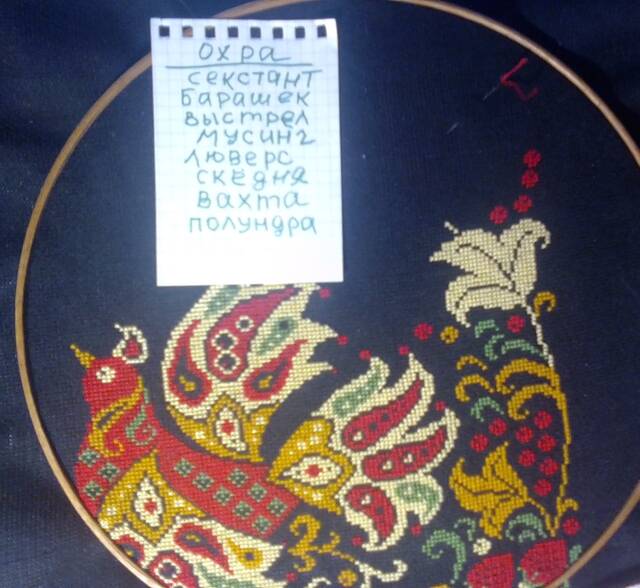 охра
секстант
барашек
выстрел
мусинг
люверс
скедня
вахта
полундра